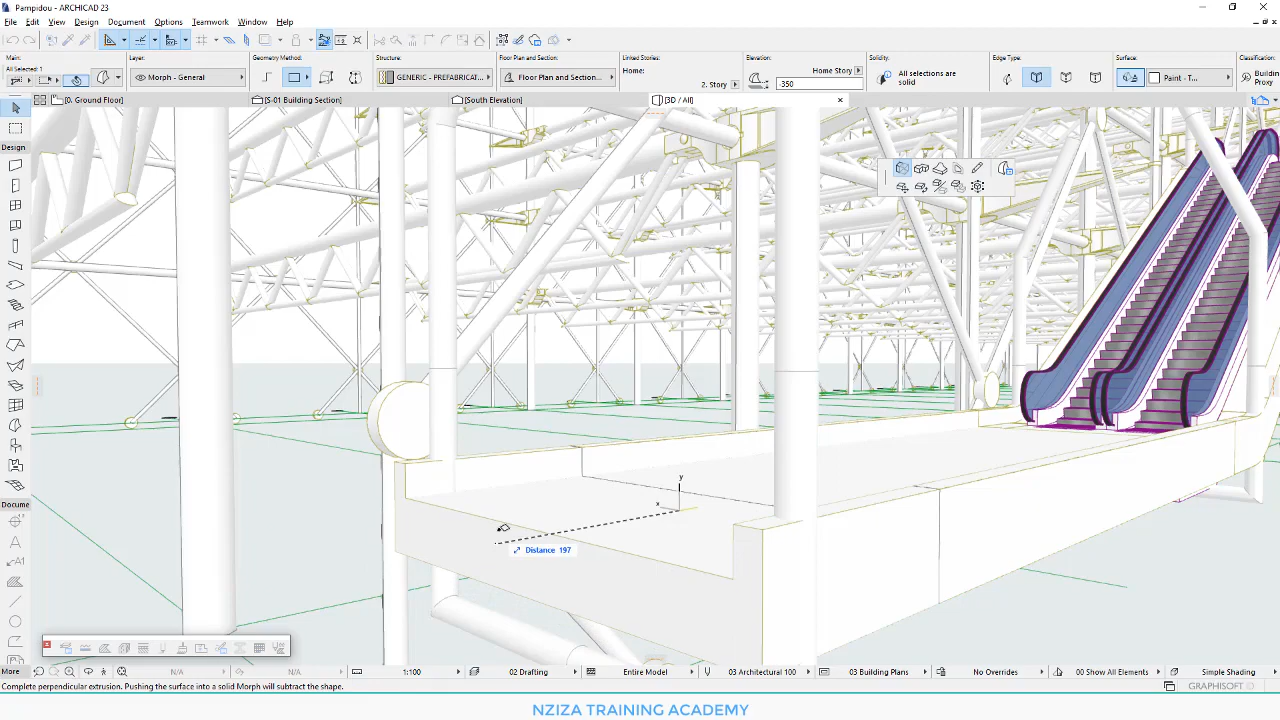 Pampidou - ARCHICAD 23
File Edit View Design Document Options Teamwork Window Help
Main:
All Selected: 1
Layer:
Morph - General
Geometry Method:
Structure:
GENERIC - PREFABRICAT...
Floor Plan and Section:
Floor Plan and Section...
Linked Stories:
Home:
2. Story
Elevation:
Home Story
-350
Solidity:
All selections are
solid
Edge Type:
Surface:
Paint - T...
Classification:
Building
Proxy
[0. Ground Floor]
[S-01 Building Section]
[South Elevation]
[3D / All]
Design
y
x
Distance 197
Docume
A
A1
More
N/A
N/A
1:100
02 Drafting
Entire Model
03 Architectural 100
03 Building Plans
No Overrides
00 Show All Elements
Simple Shading
Complete perpendicular extrusion. Pushing the surface into a solid Morph will subtract the shape.
GRAPHISOFT
NZIZA TRAINING ACADEMY